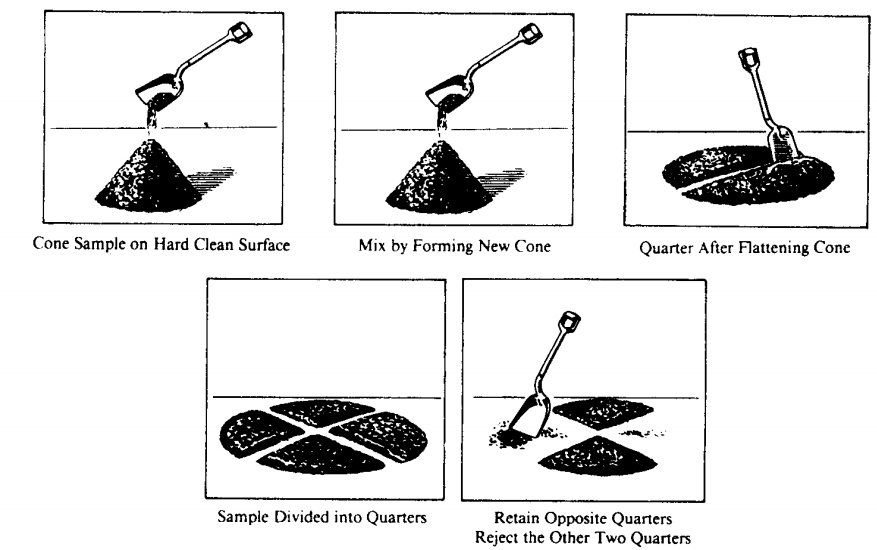 Cone Sample on Hard Clean Surface
Mix by Forming New Cone
Quarter After Flattening Cone
Sample Divided into Quarters
Retain Opposite Quarters
Reject the Other Two Quarters